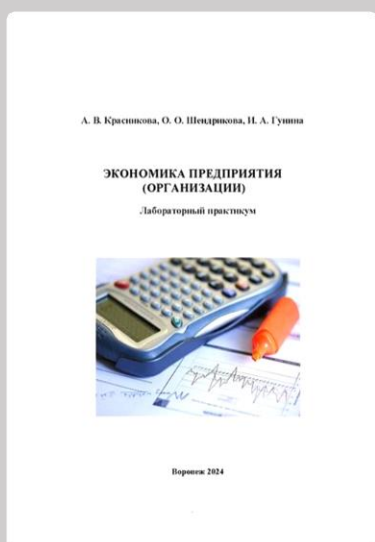 А. В. Красникова, О. О. Шендрикова, И. А. Гунина
ЭКОНОМИКА ПРЕДПРИЯТИЯ
(ОРГАНИЗАЦИИ)
Лабораторный практикум
Воронеж 2024